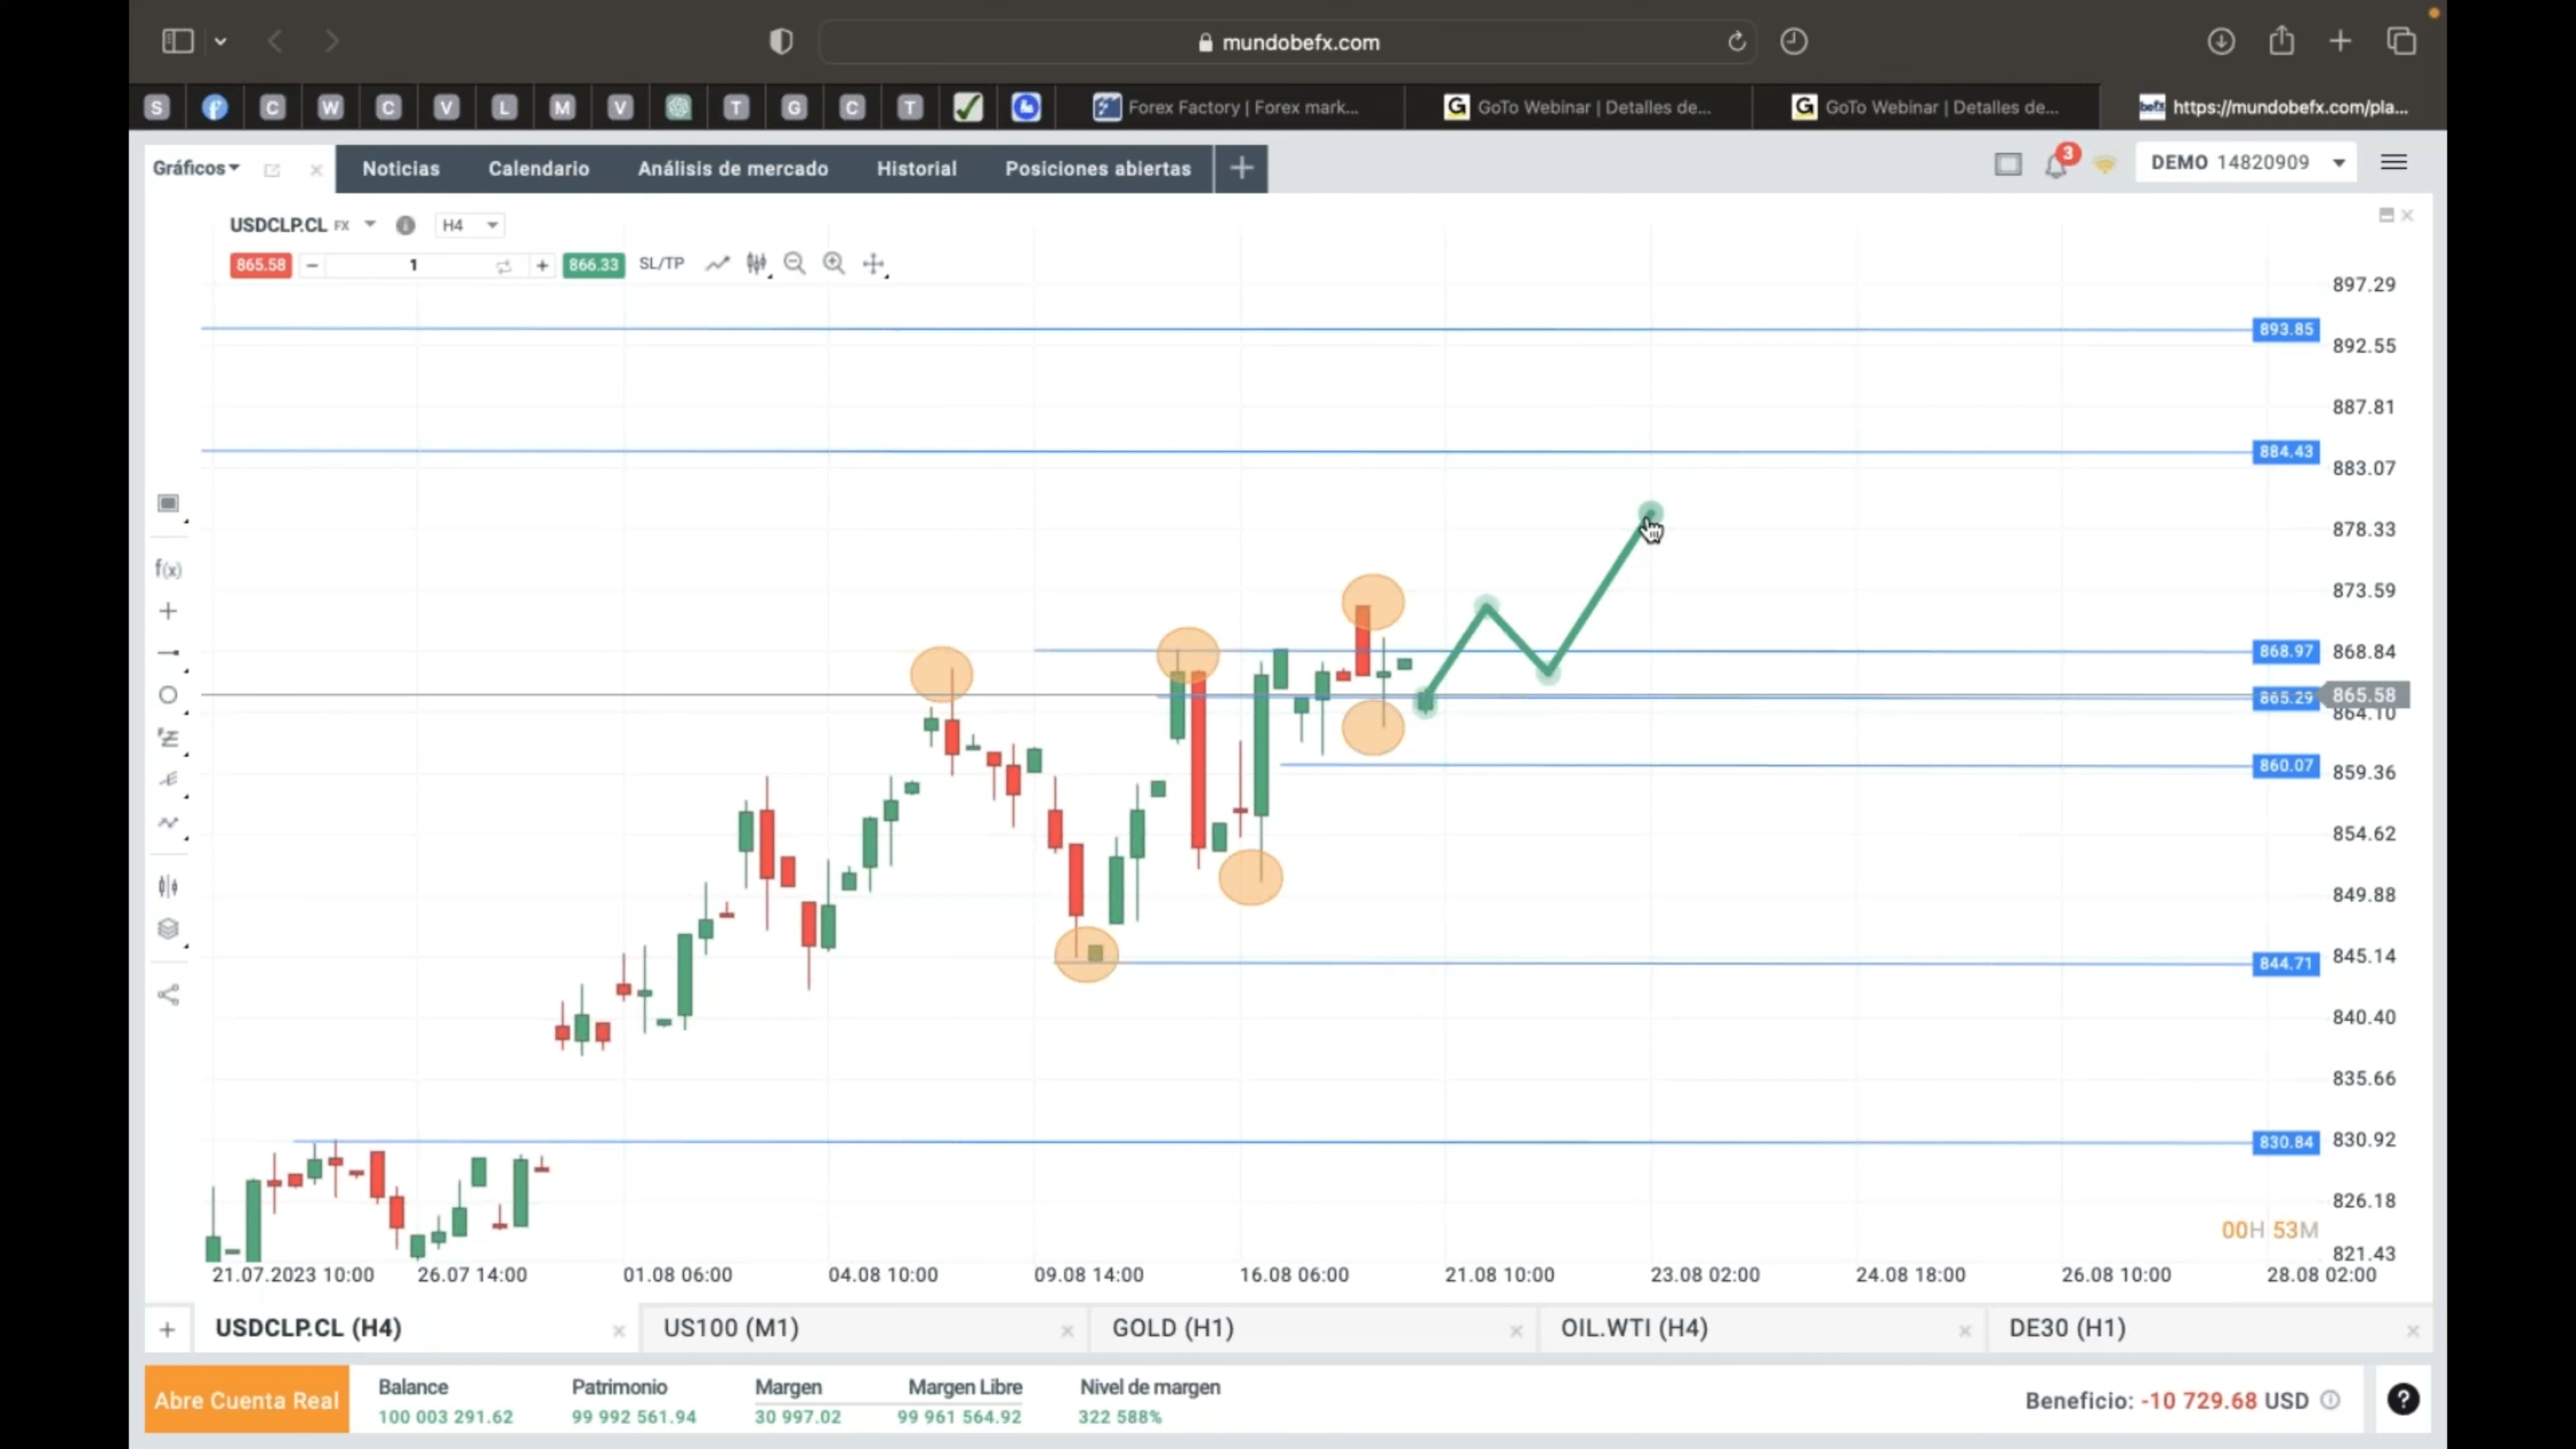 mundobefx.com
S C W C V L M V T G C T Forex Factory | Forex mark... GoTo Webinar | Detalles de... GoTo Webinar | Detalles de... befx https://mundobefx.com/pla...
Gráficos Noticias Calendario Análisis de mercado Historial Posiciones abiertas 3 DEMO 14820909
USDCLP.CL FX H4
865.58 − 1 + 866.33 SL/TP
897.29
893.85
892.55
887.81
884.43
883.07
878.33
f(x)
873.59
868.97 868.84
865.29 865.58
864.10
860.07
859.36
854.62
849.88
844.71 845.14
840.40
835.66
830.84 830.92
826.18
00H 53M
821.43
21.07.2023 10:00 26.07 14:00 01.08 06:00 04.08 10:00 09.08 14:00 16.08 06:00 21.08 10:00 23.08 02:00 24.08 18:00 26.08 10:00 28.08 02:00
+ USDCLP.CL (H4) × US100 (M1) × GOLD (H1) × OIL.WTI (H4) × DE30 (H1) ×
Abre Cuenta Real
Balance Patrimonio Margen Margen Libre Nivel de margen
100 003 291.62 99 992 561.94 30 997.02 99 961 564.92 322 588%
Beneficio: -10 729.68 USD
?